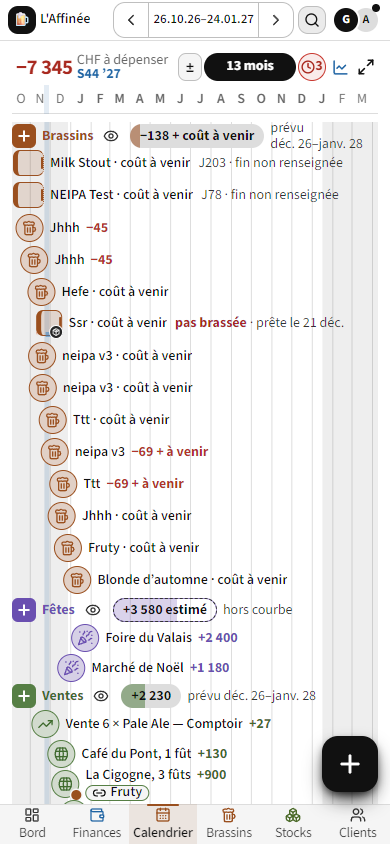 L'Affinée
26.10.26–24.01.27
G A
−7 345 CHF à dépenser
S44 ’27
± 13 mois 3
O N D J F M A M J J A S O N D J F M
Brassins −138 + coût à venir prévu
déc. 26–janv. 28
Milk Stout · coût à venir J203 · fin non renseignée
NEIPA Test · coût à venir J78 · fin non renseignée
Jhhh −45
Jhhh −45
Hefe · coût à venir
Ssr · coût à venir pas brassée · prête le 21 déc.
neipa v3 · coût à venir
neipa v3 · coût à venir
Ttt · coût à venir
neipa v3 −69 + à venir
Ttt −69 + à venir
Jhhh · coût à venir
Fruty · coût à venir
Blonde d’automne · coût à venir
Fêtes +3 580 estimé hors courbe
Foire du Valais +2 400
Marché de Noël +1 180
Ventes +2 230 prévu déc. 26–janv. 28
Vente 6 × Pale Ale — Comptoir +27
Café du Pont, 1 fût +130
La Cigogne, 3 fûts +900
Fruty
Bord Finances Calendrier Brassins Stocks Clients